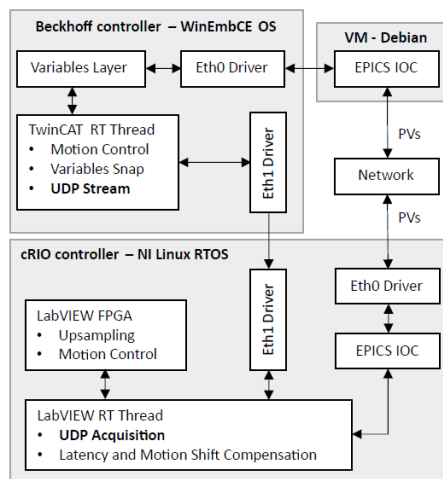 Beckhoff controller – WinEmbCE OS
VM - Debian
Variables Layer
Eth0 Driver
EPICS IOC
TwinCAT RT Thread
• Motion Control
• Variables Snap
• UDP Stream
Eth1 Driver
PVs
Network
PVs
cRIO controller – NI Linux RTOS
Eth1 Driver
Eth0 Driver
LabVIEW FPGA
• Upsampling
• Motion Control
EPICS IOC
LabVIEW RT Thread
• UDP Acquisition
• Latency and Motion Shift Compensation